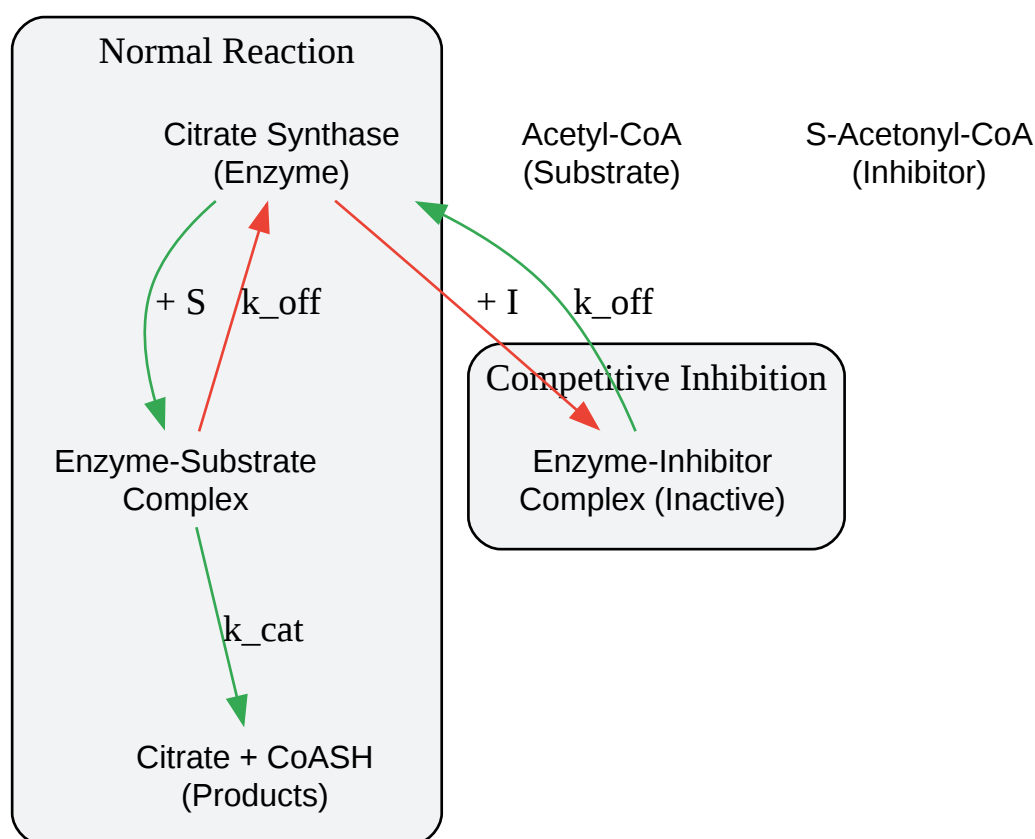 Normal Reaction
Citrate Synthase
(Enzyme)
Acetyl-CoA
(Substrate)
S-Acetonyl-CoA
(Inhibitor)
+ S
k_off
+ I
k_off
Competitive Inhibition
Enzyme-Substrate
Complex
Enzyme-Inhibitor
Complex (Inactive)
k_cat
Citrate + CoASH
(Products)